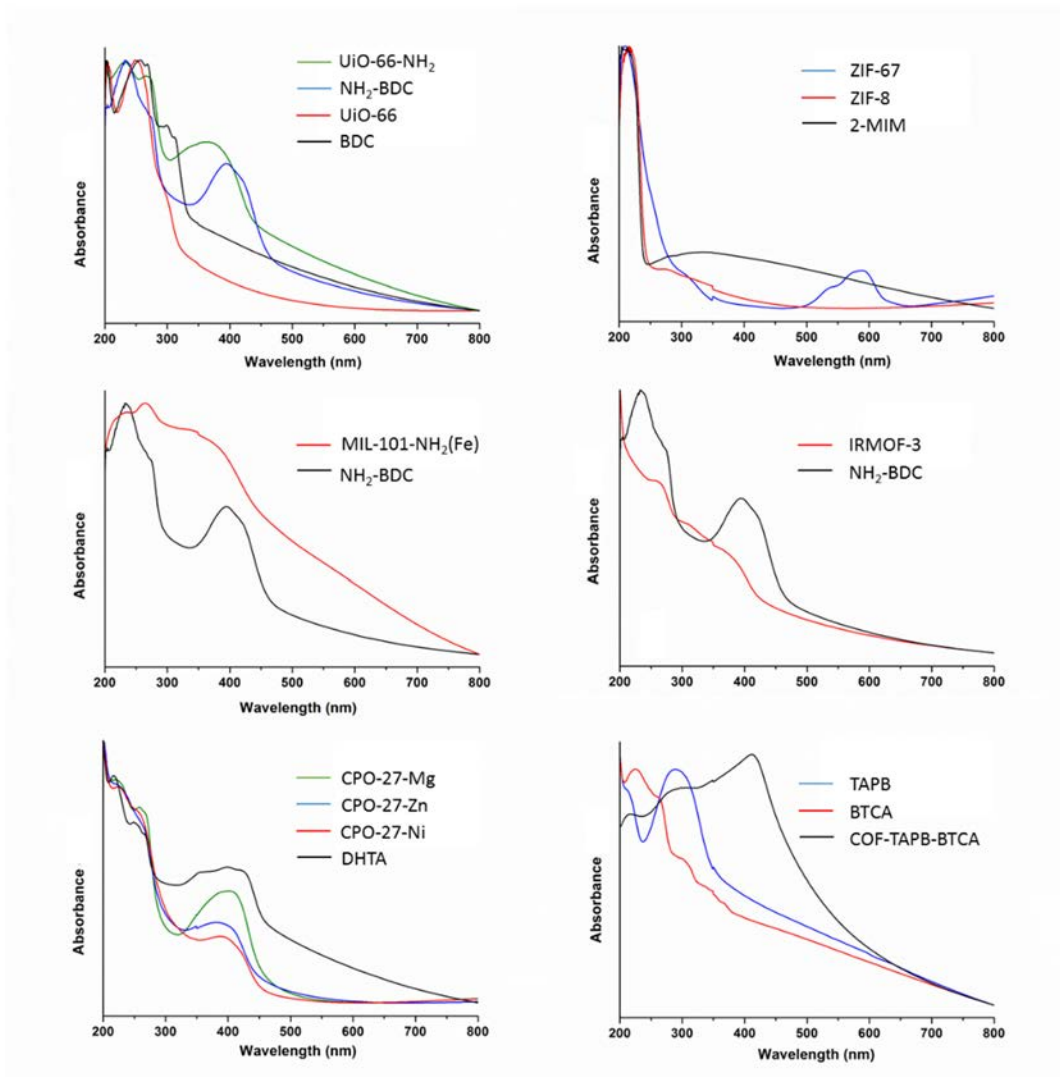 UiO-66-NH₂
NH₂-BDC
UiO-66
BDC
Absorbance
200 300 400 500 600 700 800
Wavelength (nm)
ZIF-67
ZIF-8
2-MIM
Absorbance
200 300 400 500 600 700 800
Wavelength (nm)
MIL-101-NH₂(Fe)
NH₂-BDC
Absorbance
200 300 400 500 600 700 800
Wavelength (nm)
IRMOF-3
NH₂-BDC
Absorbance
200 300 400 500 600 700 800
Wavelength (nm)
CPO-27-Mg
CPO-27-Zn
CPO-27-Ni
DHTA
Absorbance
200 300 400 500 600 700 800
Wavelength (nm)
TAPB
BTCA
COF-TAPB-BTCA
Absorbance
200 300 400 500 600 700 800
Wavelength (nm)